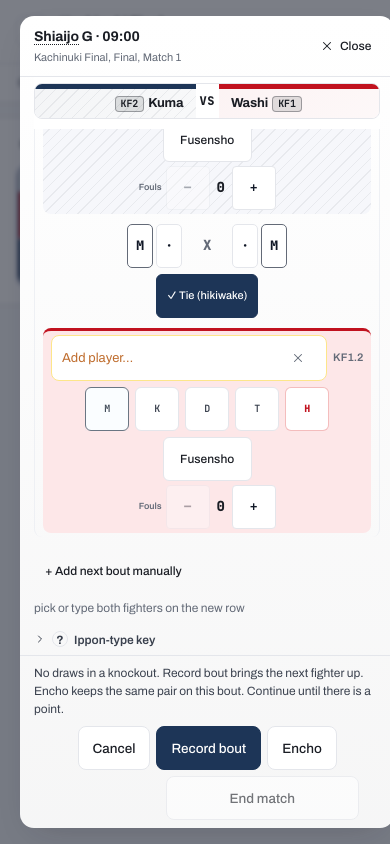 Shiaijo G · 09:00
Close
Kachinuki Final, Final, Match 1
KF2 Kuma VS Washi KF1
Fusensho
Fouls − 0 +
M · X · M
✓ Tie (hikiwake)
Add player... × KF1.2
M K D T H
Fusensho
Fouls − 0 +
+ Add next bout manually
pick or type both fighters on the new row
? Ippon-type key
No draws in a knockout. Record bout brings the next fighter up.
Encho keeps the same pair on this bout. Continue until there is a
point.
Cancel Record bout Encho
End match